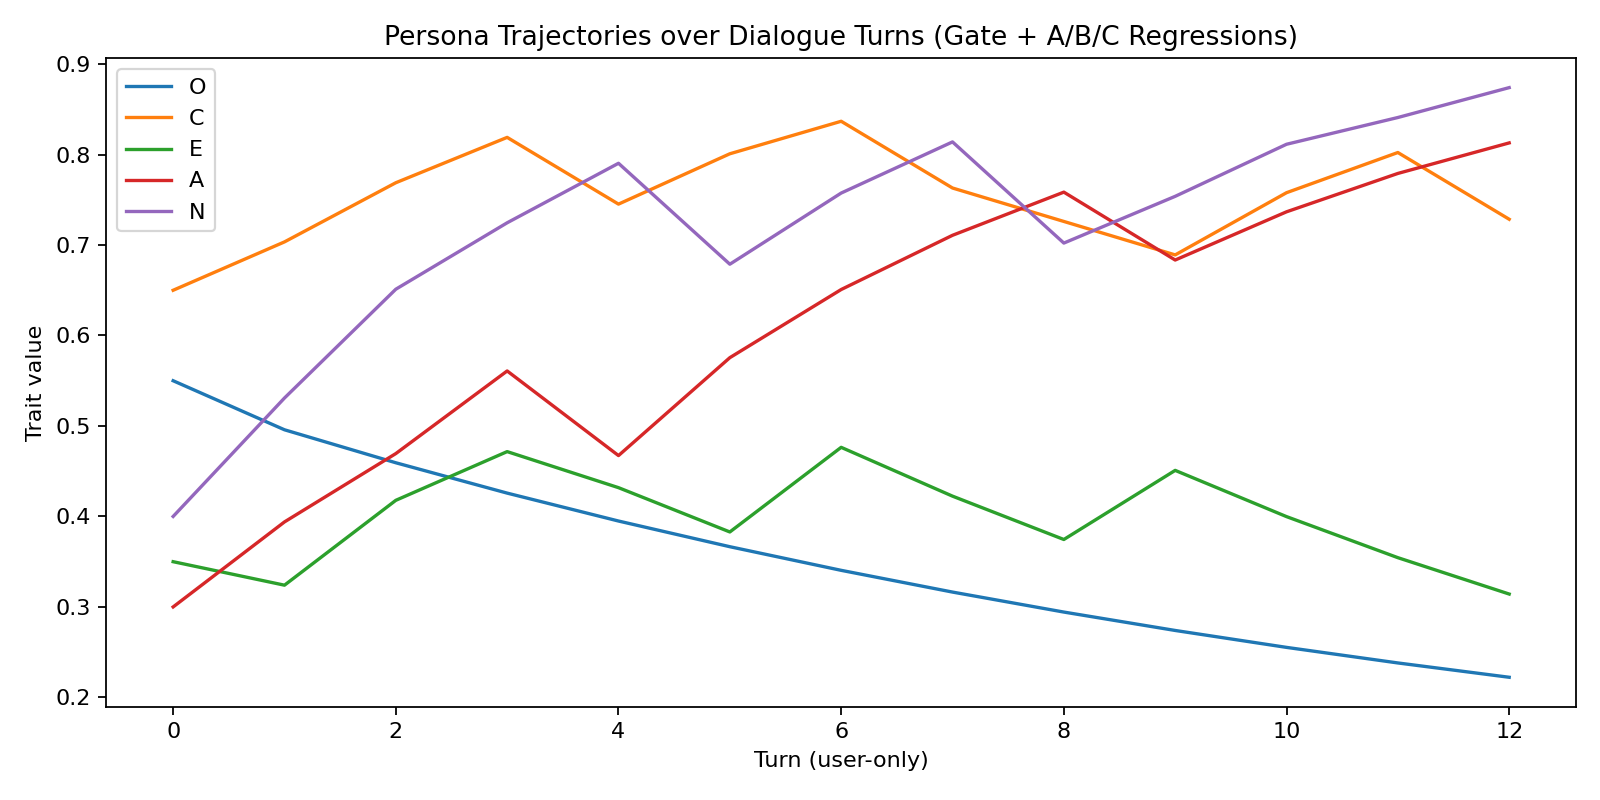 Persona Trajectories over Dialogue Turns (Gate + A/B/C Regressions)
0.9
0.8
0.7
0.6
0.5
0.4
0.3
0.2
Trait value
O
C
E
A
N
0 2 4 6 8 10 12
Turn (user-only)